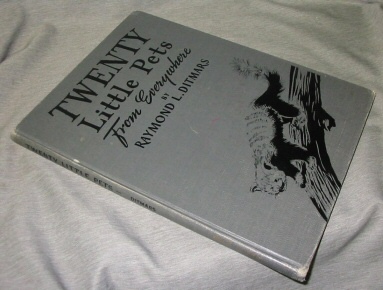 TWENTY
Little Pets
From Everywhere
BY
RAYMOND L. DITMARS
TWENTY LITTLE PETS DITMARS